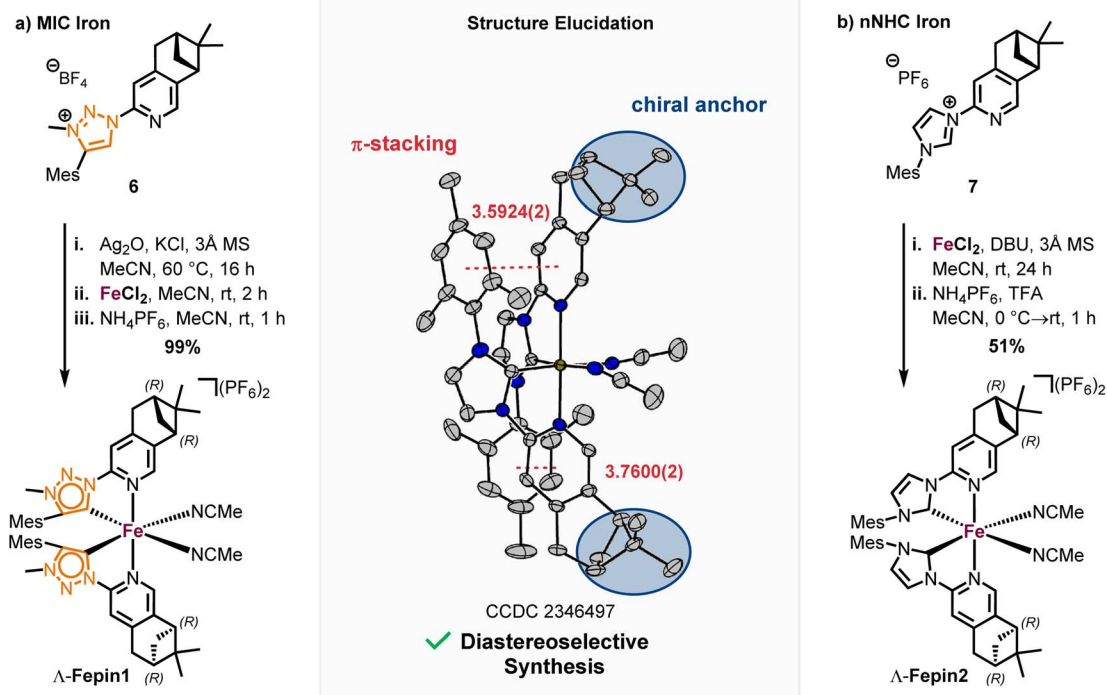 a) MIC Iron
⊖
BF4
⊕
N
N
N
N
Mes
6
i. Ag2O, KCl, 3Å MS
MeCN, 60 °C, 16 h
ii. FeCl2, MeCN, rt, 2 h
iii. NH4PF6, MeCN, rt, 1 h
99%
(R)
(R)
](PF6)2
N
N
N
N
Mes
Mes
Fe
NCMe
NCMe
N
N
N
N
(R)
(R)
Λ-Fepin1
Structure Elucidation
chiral anchor
π-stacking
3.5924(2)
3.7600(2)
CCDC 2346497
✓ Diastereoselective
Synthesis
b) nNHC Iron
⊖
PF6
⊕
N
N
N
Mes
7
i. FeCl2, DBU, 3Å MS
MeCN, rt, 24 h
ii. NH4PF6, TFA
MeCN, 0 °C→rt, 1 h
51%
(R)
(R)
](PF6)2
N
N
N
Mes
Mes
Fe
NCMe
NCMe
N
N
N
(R)
(R)
Λ-Fepin2